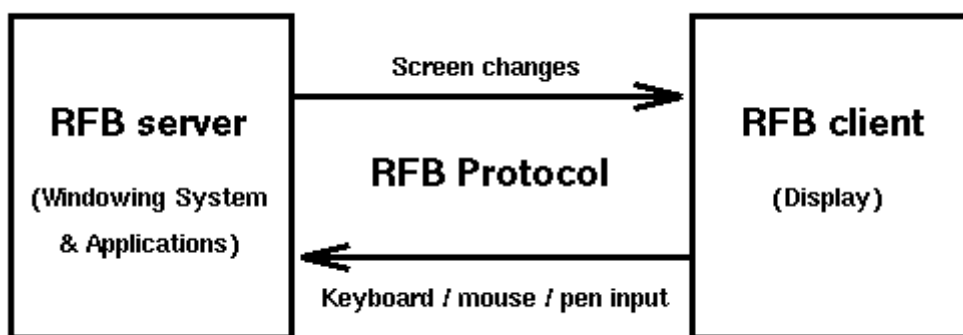 Screen changes
RFB server
RFB client
RFB Protocol
(Windowing System
& Applications)
(Display)
Keyboard / mouse / pen input